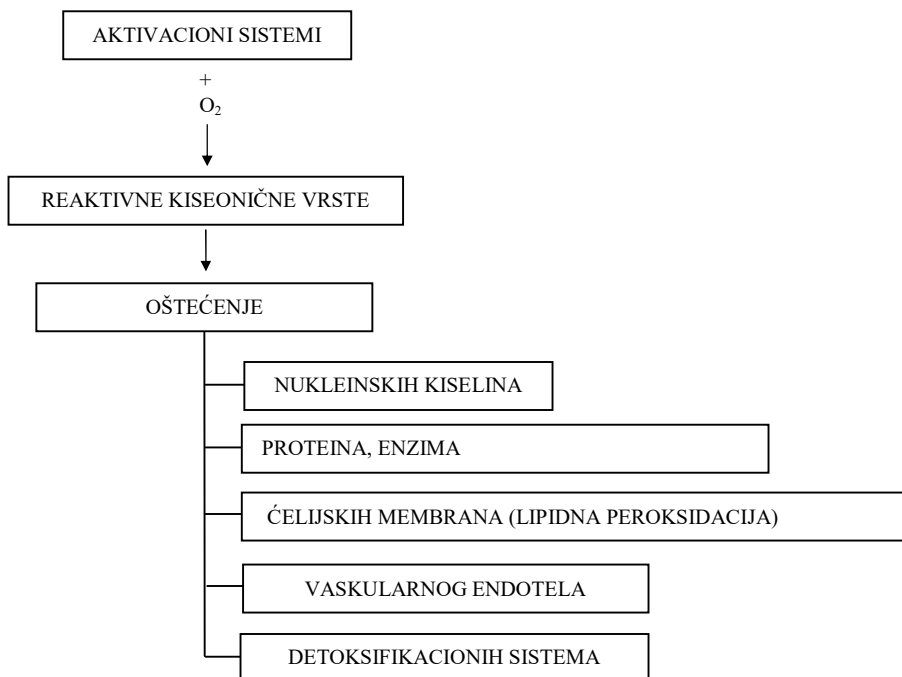 AKTIVACIONI SISTEMI
+
O₂
REAKTIVNE KISEONIČNE VRSTE
OŠTEĆENJE
NUKLEINSKIH KISELINA
PROTEINA, ENZIMA
ĆELIJSKIH MEMBRANA (LIPIDNA PEROKSIDACIJA)
VASKULARNOG ENDOTELA
DETOKSIFIKACIONIH SISTEMA